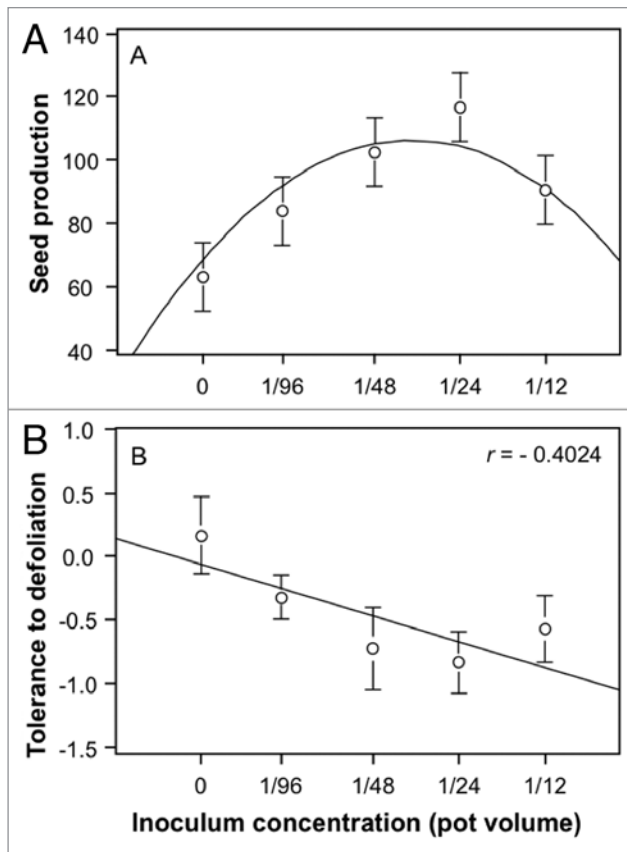 A
A
140
120
100
80
60
40
Seed production
0 1/96 1/48 1/24 1/12
B
B
r = - 0.4024
1.0
0.5
0.0
-0.5
-1.0
-1.5
Tolerance to defoliation
0 1/96 1/48 1/24 1/12
Inoculum concentration (pot volume)